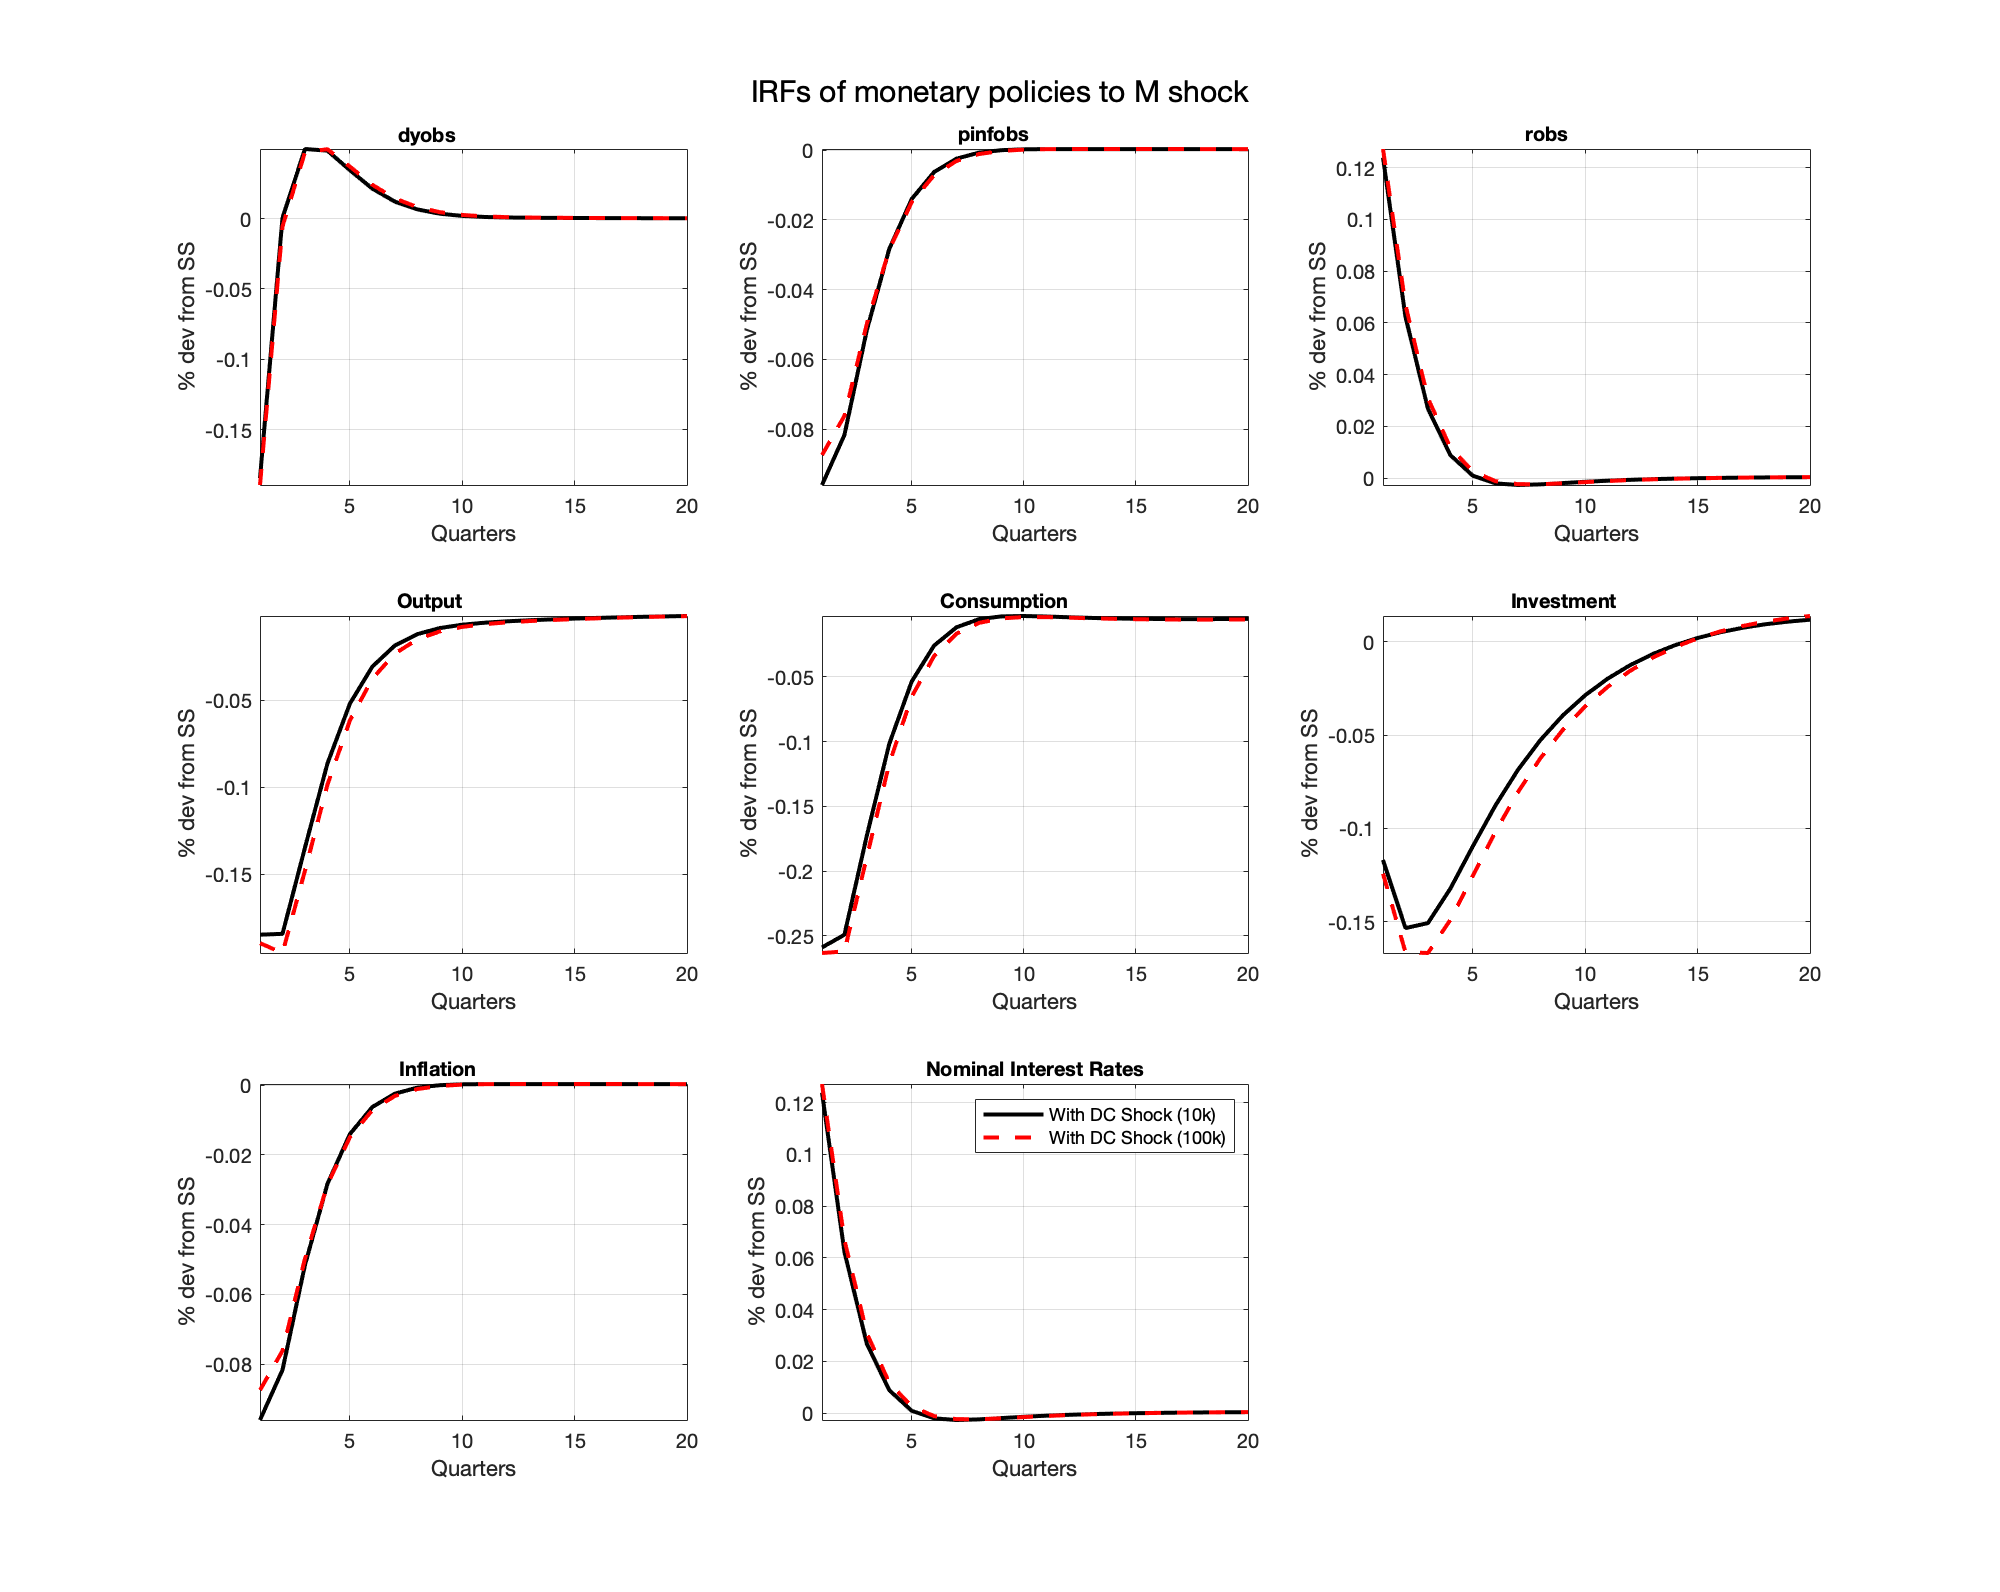 IRFs of monetary policies to M shock
dyobs
% dev from SS
0
-0.05
-0.1
-0.15
5 10 15 20
Quarters
pinfobs
% dev from SS
0
-0.02
-0.04
-0.06
-0.08
5 10 15 20
Quarters
robs
% dev from SS
0.12
0.1
0.08
0.06
0.04
0.02
0
5 10 15 20
Quarters
Output
% dev from SS
-0.05
-0.1
-0.15
5 10 15 20
Quarters
Consumption
% dev from SS
-0.05
-0.1
-0.15
-0.2
-0.25
5 10 15 20
Quarters
Investment
% dev from SS
0
-0.05
-0.1
-0.15
5 10 15 20
Quarters
Inflation
% dev from SS
0
-0.02
-0.04
-0.06
-0.08
5 10 15 20
Quarters
Nominal Interest Rates
% dev from SS
0.12
0.1
0.08
0.06
0.04
0.02
0
With DC Shock (10k)
With DC Shock (100k)
5 10 15 20
Quarters